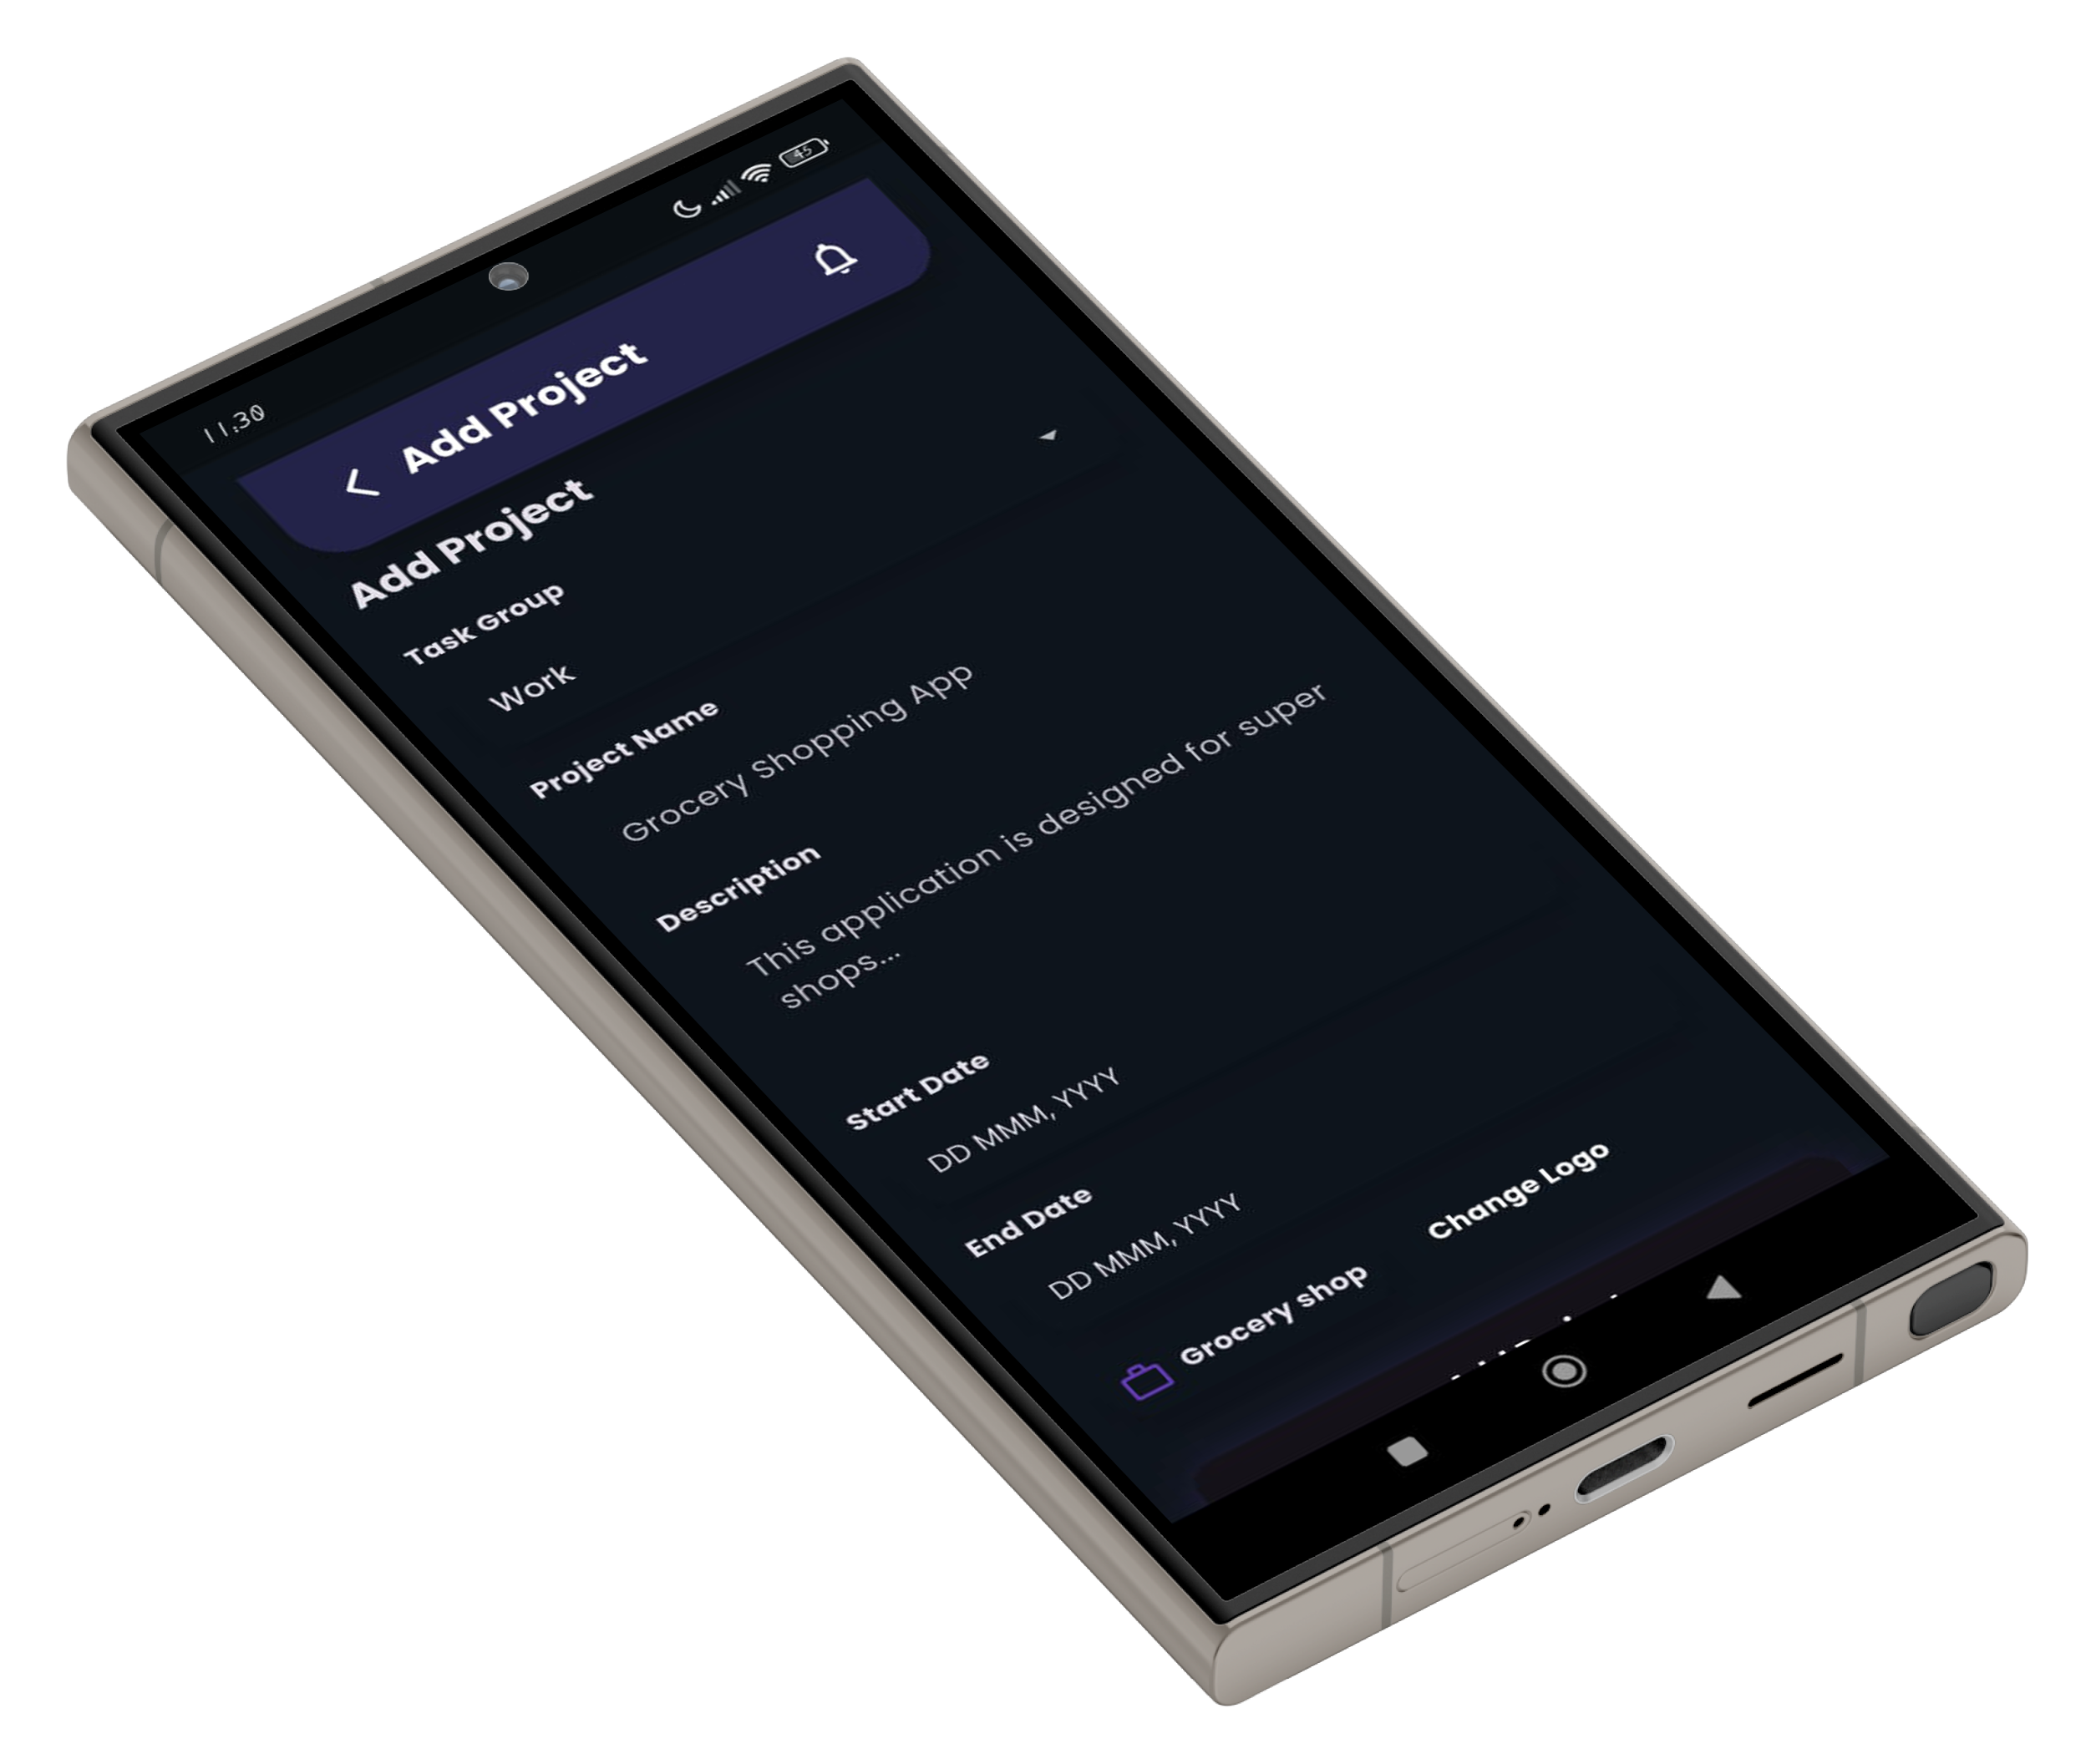 11:30
45
Add Project
Add Project
Task Group
Work
Project Name
Grocery Shopping App
Description
This application is designed for super
shops...
Start Date
DD MMM, YYYY
End Date
DD MMM, YYYY
Grocery shop
Change Logo